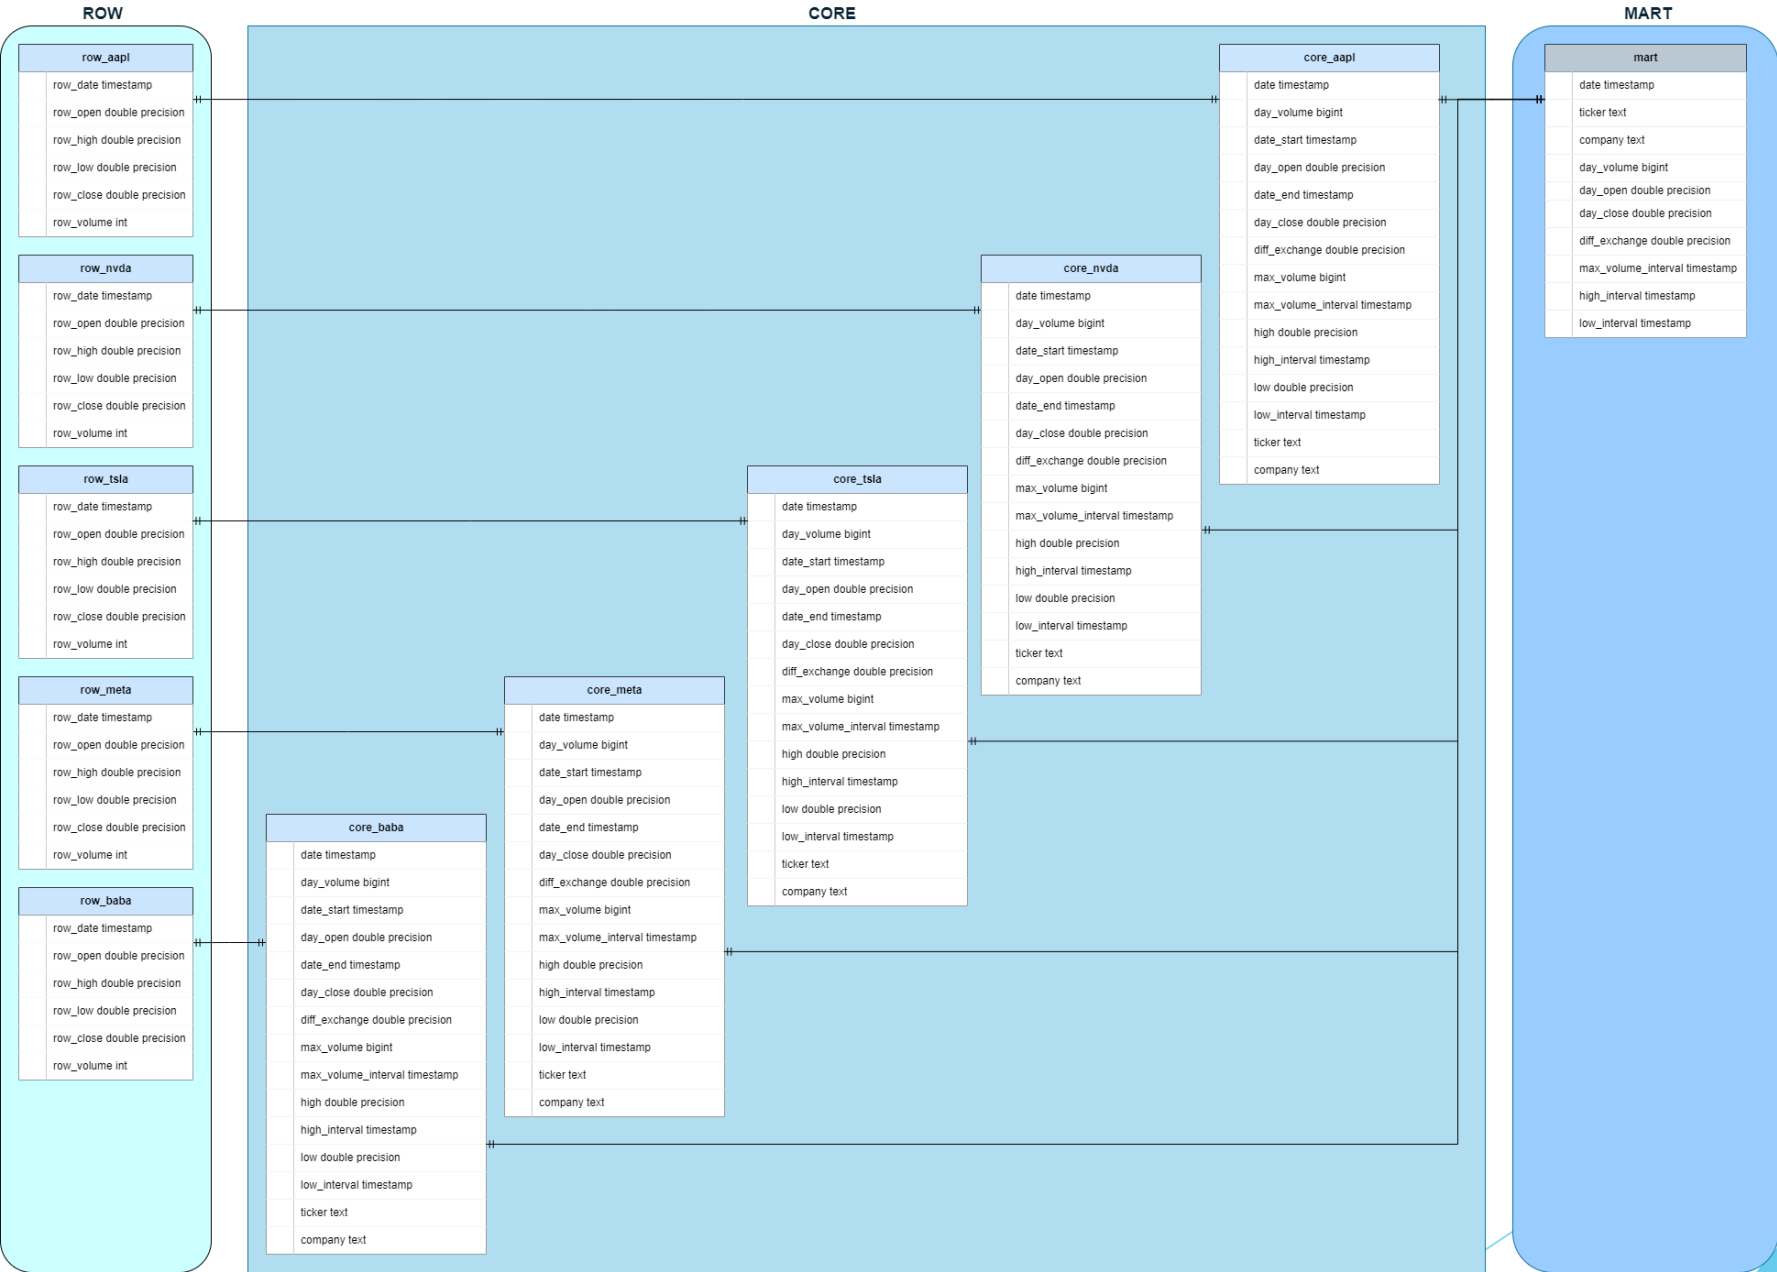 ROW
row_aapl
row_date timestamp
row_open double precision
row_high double precision
row_low double precision
row_close double precision
row_volume int
row_nvda
row_date timestamp
row_open double precision
row_high double precision
row_low double precision
row_close double precision
row_volume int
row_tsla
row_date timestamp
row_open double precision
row_high double precision
row_low double precision
row_close double precision
row_volume int
row_meta
row_date timestamp
row_open double precision
row_high double precision
row_low double precision
row_close double precision
row_volume int
row_baba
row_date timestamp
row_open double precision
row_high double precision
row_low double precision
row_close double precision
row_volume int
CORE
core_baba
date timestamp
day_volume bigint
date_start timestamp
day_open double precision
date_end timestamp
day_close double precision
diff_exchange double precision
max_volume bigint
max_volume_interval timestamp
high double precision
high_interval timestamp
low double precision
low_interval timestamp
ticker text
company text
core_meta
date timestamp
day_volume bigint
date_start timestamp
day_open double precision
date_end timestamp
day_close double precision
diff_exchange double precision
max_volume bigint
max_volume_interval timestamp
high double precision
high_interval timestamp
low double precision
low_interval timestamp
ticker text
company text
core_tsla
date timestamp
day_volume bigint
date_start timestamp
day_open double precision
date_end timestamp
day_close double precision
diff_exchange double precision
max_volume bigint
max_volume_interval timestamp
high double precision
high_interval timestamp
low double precision
low_interval timestamp
ticker text
company text
core_nvda
date timestamp
day_volume bigint
date_start timestamp
day_open double precision
date_end timestamp
day_close double precision
diff_exchange double precision
max_volume bigint
max_volume_interval timestamp
high double precision
high_interval timestamp
low double precision
low_interval timestamp
ticker text
company text
core_aapl
date timestamp
day_volume bigint
date_start timestamp
day_open double precision
date_end timestamp
day_close double precision
diff_exchange double precision
max_volume bigint
max_volume_interval timestamp
high double precision
high_interval timestamp
low double precision
low_interval timestamp
ticker text
company text
MART
mart
date timestamp
ticker text
company text
day_volume bigint
day_open double precision
day_close double precision
diff_exchange double precision
max_volume_interval timestamp
high_interval timestamp
low_interval timestamp